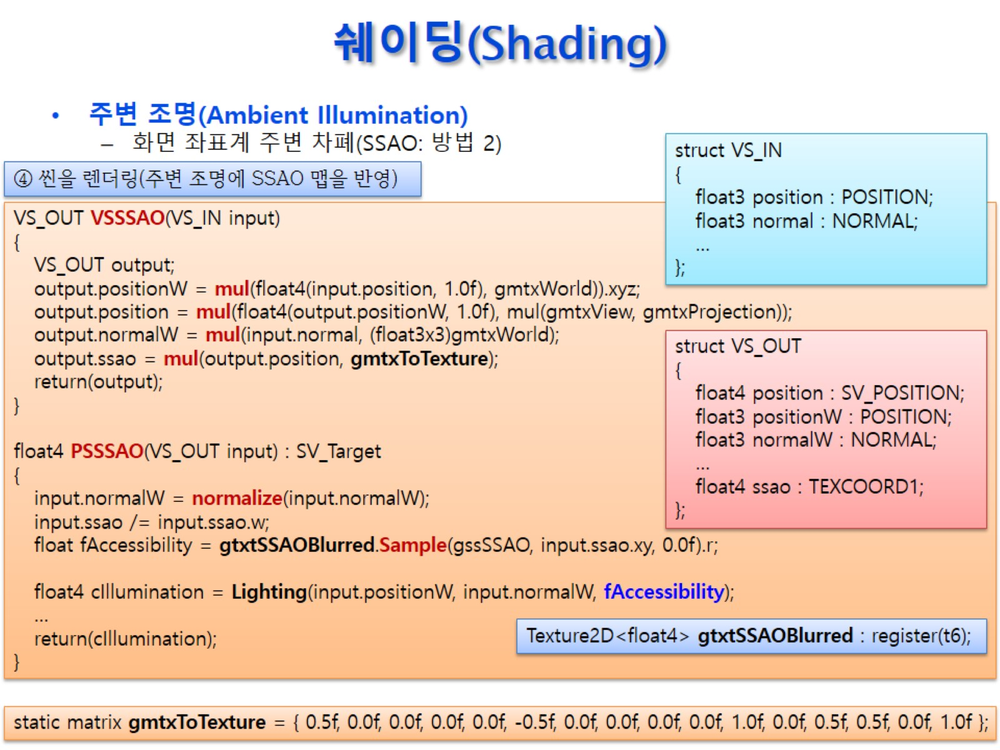 쉐이딩(Shading)
• 주변 조명(Ambient Illumination)
– 화면 좌표계 주변 차폐(SSAO: 방법 2)
④ 씬을 렌더링(주변 조명에 SSAO 맵을 반영)
VS_OUT VSSSAO(VS_IN input)
{
VS_OUT output;
output.positionW = mul(float4(input.position, 1.0f), gmtxWorld)).xyz;
output.position = mul(float4(output.positionW, 1.0f), mul(gmtxView, gmtxProjection));
output.normalW = mul(input.normal, (float3x3)gmtxWorld);
output.ssao = mul(output.position, gmtxToTexture);
return(output);
}
float4 PSSSAO(VS_OUT input) : SV_Target
{
input.normalW = normalize(input.normalW);
input.ssao /= input.ssao.w;
float fAccessibility = gtxtSSAOBlurred.Sample(gssSSAO, input.ssao.xy, 0.0f).r;
float4 cIllumination = Lighting(input.positionW, input.normalW, fAccessibility);
...
return(cIllumination);
}
struct VS_IN
{
float3 position : POSITION;
float3 normal : NORMAL;
...
};
struct VS_OUT
{
float4 position : SV_POSITION;
float3 positionW : POSITION;
float3 normalW : NORMAL;
...
float4 ssao : TEXCOORD1;
};
Texture2D<float4> gtxtSSAOBlurred : register(t6);
static matrix gmtxToTexture = { 0.5f, 0.0f, 0.0f, 0.0f, 0.0f, -0.5f, 0.0f, 0.0f, 0.0f, 0.0f, 1.0f, 0.0f, 0.5f, 0.5f, 0.0f, 1.0f };